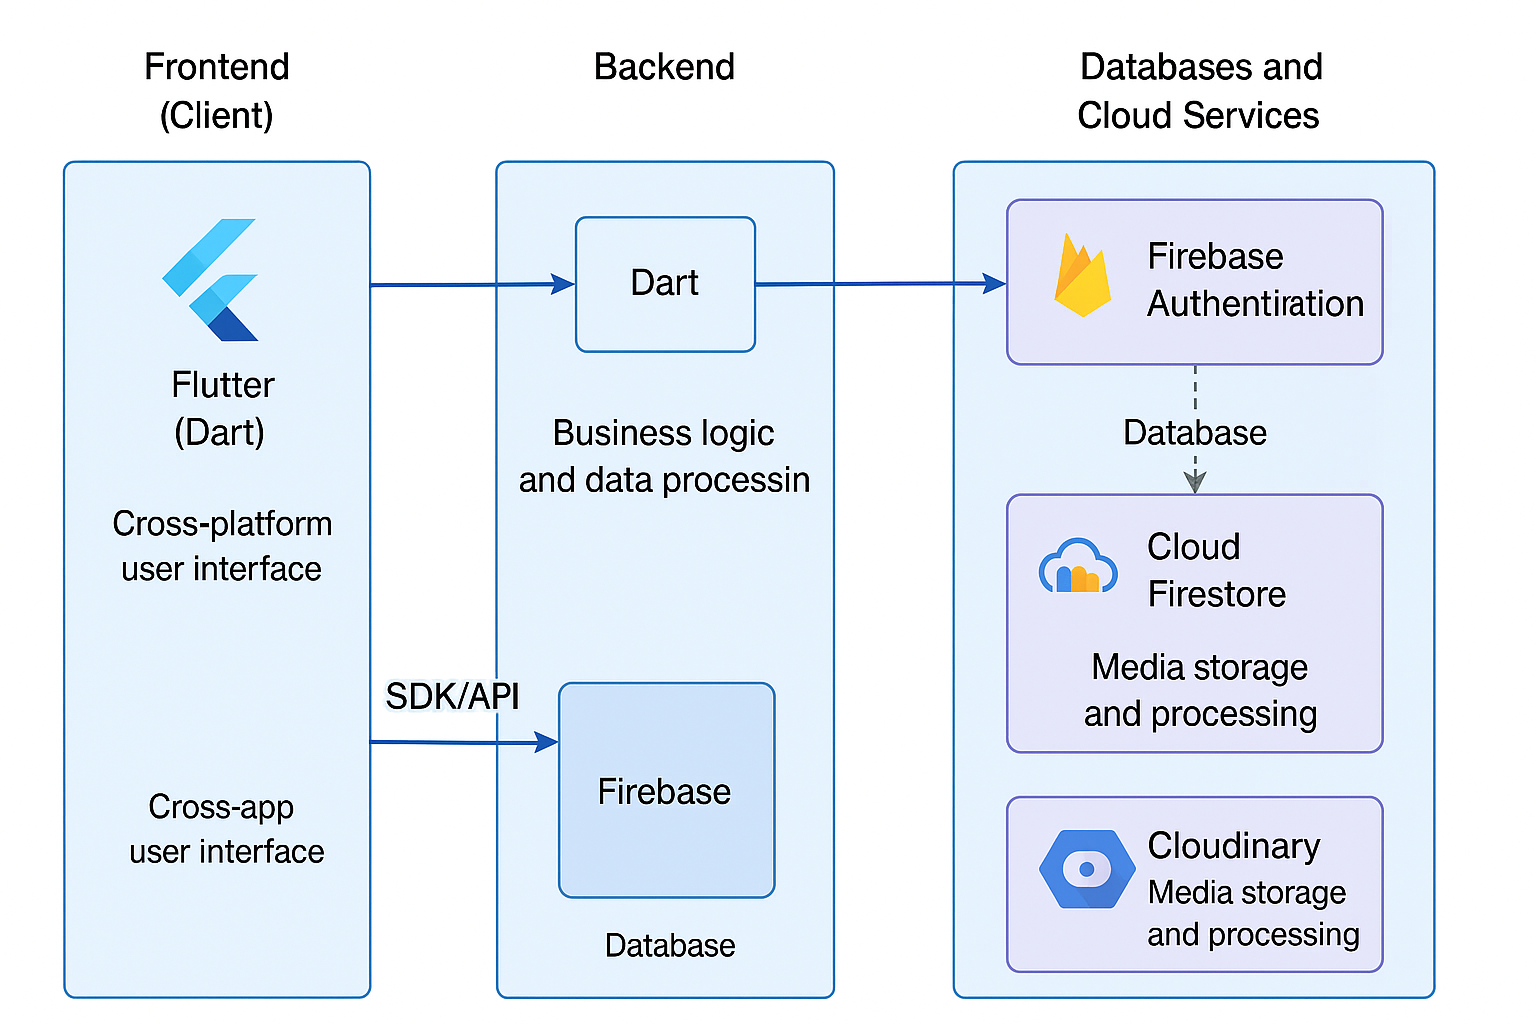 Frontend
(Client)
Backend
Databases and
Cloud Services
Flutter
(Dart)
Cross-platform
user interface
Cross-app
user interface
SDK/API
Dart
Business logic
and data processin
Firebase
Database
Firebase
Authentiration
Database
Cloud
Firestore
Media storage
and processing
Cloudinary
Media storage
and processing